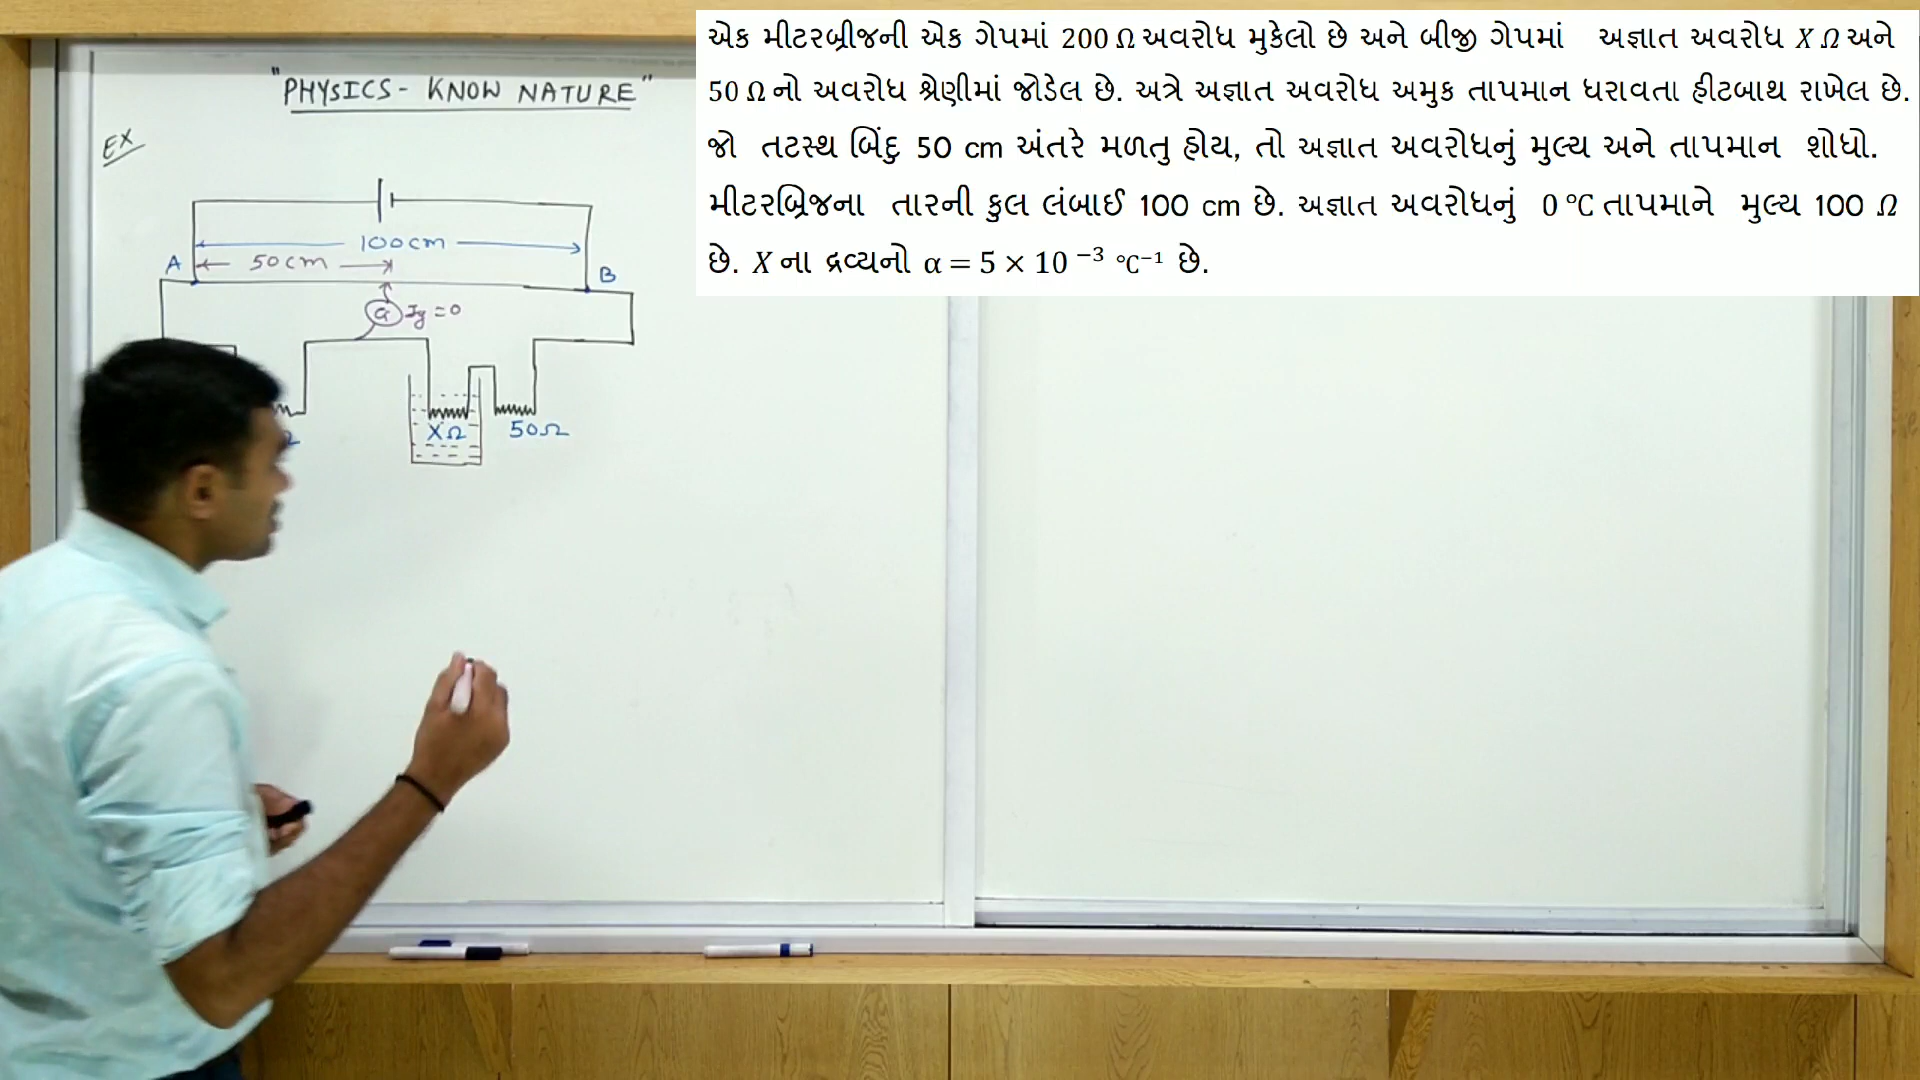 "PHYSICS - KNOW NATURE"
એક મીટરબ્રીજની એક ગેપમાં 200 Ω અવરોધ મુકેલો છે અને બીજી ગેપમાં અજ્ઞાત અવરોધ X Ω અને
50 Ω નો અવરોધ શ્રેણીમાં જોડેલ છે. અત્રે અજ્ઞાત અવરોધ અમુક તાપમાન ધરાવતા હીટબાથ રાખેલ છે.
જો તટસ્થ બિંદુ 50 cm અંતરે મળતુ હોય, તો અજ્ઞાત અવરોધનું મુલ્ય અને તાપમાન શોધો.
મીટરબ્રિજના તારની કુલ લંબાઈ 100 cm છે. અજ્ઞાત અવરોધનું 0 °C તાપમાને મુલ્ય 100 Ω
છે. X ના દ્રવ્યનો α = 5 × 10 ⁻³ °C⁻¹ છે.
EX
100cm
A 50cm B
G Ig = 0
Ω XΩ 50Ω